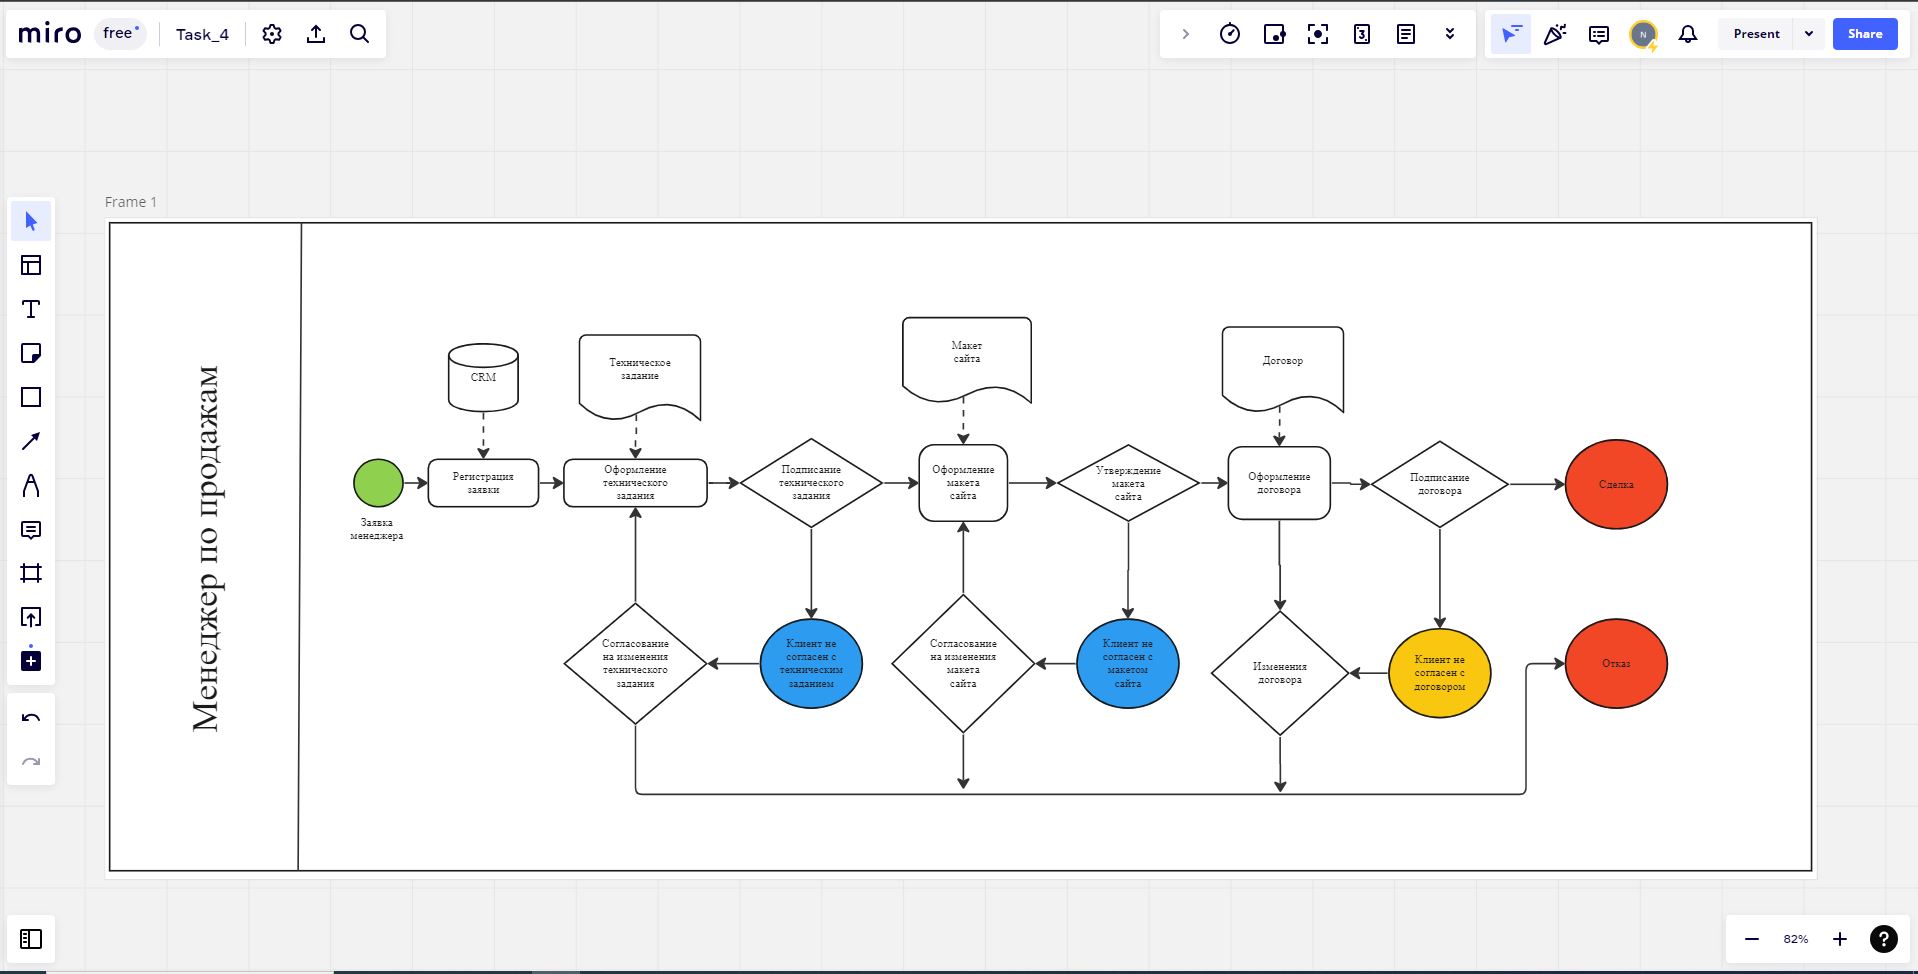 miro
free
Task_4
3
N
Present
Share
Frame 1
Менеджер по продажам
CRM
Техническое
задание
Макет
сайта
Договор
Заявка
менеджера
Регистрация
заявки
Оформление
технического
задания
Подписание
технического
задания
Оформление
макета
сайта
Утверждение
макета
сайта
Оформление
договора
Подписание
договора
Сделка
Согласование
на изменения
технического
задания
Клиент не
согласен с
техническим
заданием
Согласование
на изменения
макета
сайта
Клиент не
согласен с
макетом
сайта
Изменения
договора
Клиент не
согласен с
договором
Отказ
82%
?